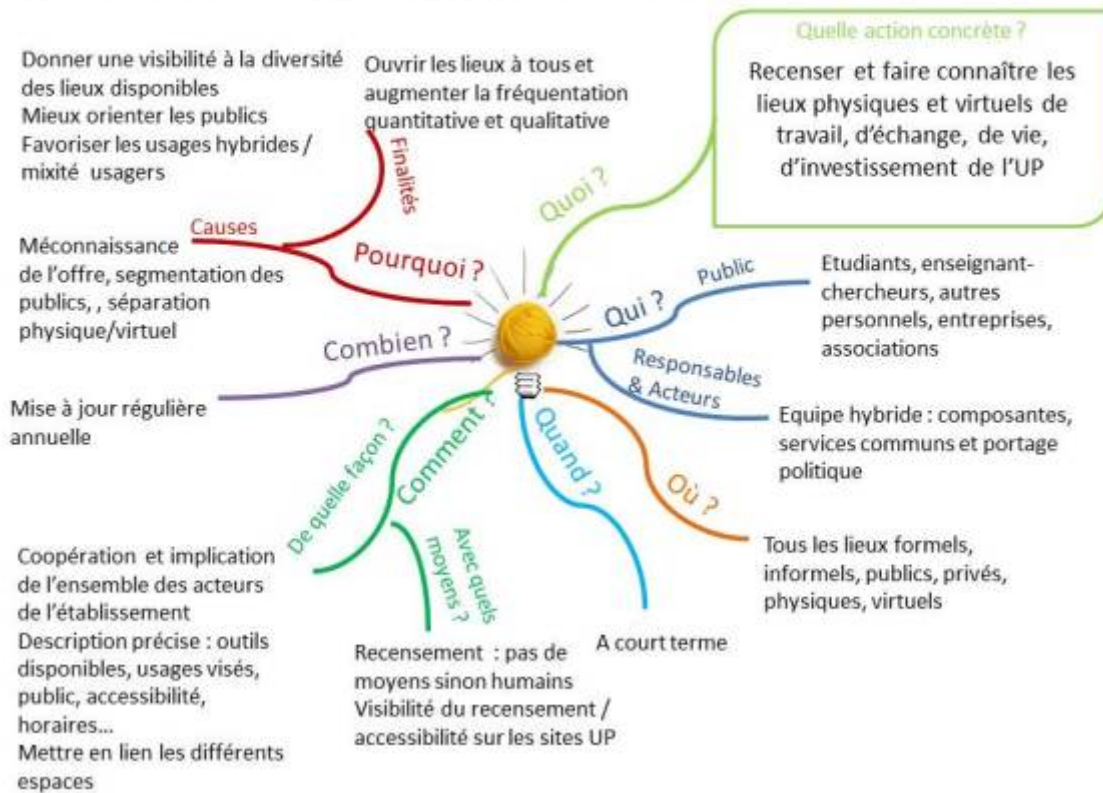 Quelle action concrète ?
Recenser et faire connaître les
lieux physiques et virtuels de
travail, d'échange, de vie,
d'investissement de l'UP
Quoi ?
Donner une visibilité à la diversité
des lieux disponibles
Mieux orienter les publics
Favoriser les usages hybrides /
mixité usagers
Ouvrir les lieux à tous et
augmenter la fréquentation
quantitative et qualitative
Finalités
Causes
Pourquoi ?
Méconnaissance
de l'offre, segmentation des
publics, , séparation
physique/virtuel
Qui ?
Public
Etudiants, enseignant-
chercheurs, autres
personnels, entreprises,
associations
Responsables
& Acteurs
Equipe hybride : composantes,
services communs et portage
politique
Combien ?
Mise à jour régulière
annuelle
Comment ?
De quelle façon ?
Coopération et implication
de l'ensemble des acteurs
de l'établissement
Description précise : outils
disponibles, usages visés,
public, accessibilité,
horaires...
Mettre en lien les différents
espaces
Avec quels
moyens ?
Recensement : pas de
moyens sinon humains
Visibilité du recensement /
accessibilité sur les sites UP
Quand ?
A court terme
Où ?
Tous les lieux formels,
informels, publics, privés,
physiques, virtuels